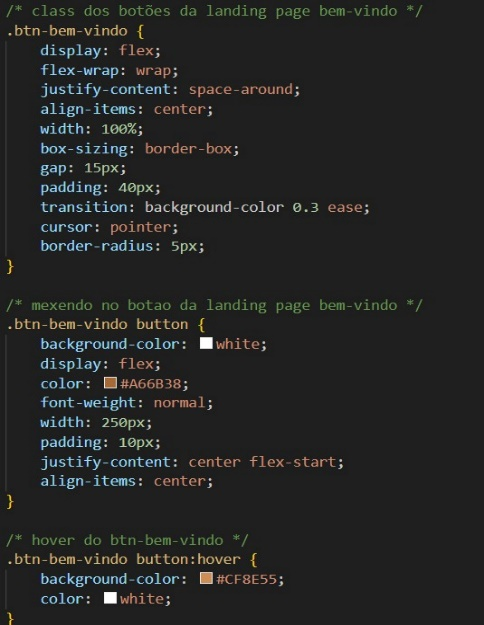 /* class dos botões da landing page bem-vindo */
.btn-bem-vindo {
    display: flex;
    flex-wrap: wrap;
    justify-content: space-around;
    align-items: center;
    width: 100%;
    box-sizing: border-box;
    gap: 15px;
    padding: 40px;
    transition: background-color 0.3 ease;
    cursor: pointer;
    border-radius: 5px;
}

/* mexendo no botao da landing page bem-vindo */
.btn-bem-vindo button {
    background-color: white;
    display: flex;
    color: #A66B38;
    font-weight: normal;
    width: 250px;
    padding: 10px;
    justify-content: center flex-start;
    align-items: center;
}

/* hover do btn-bem-vindo */
.btn-bem-vindo button:hover {
    background-color: #CF8E55;
    color: white;
}